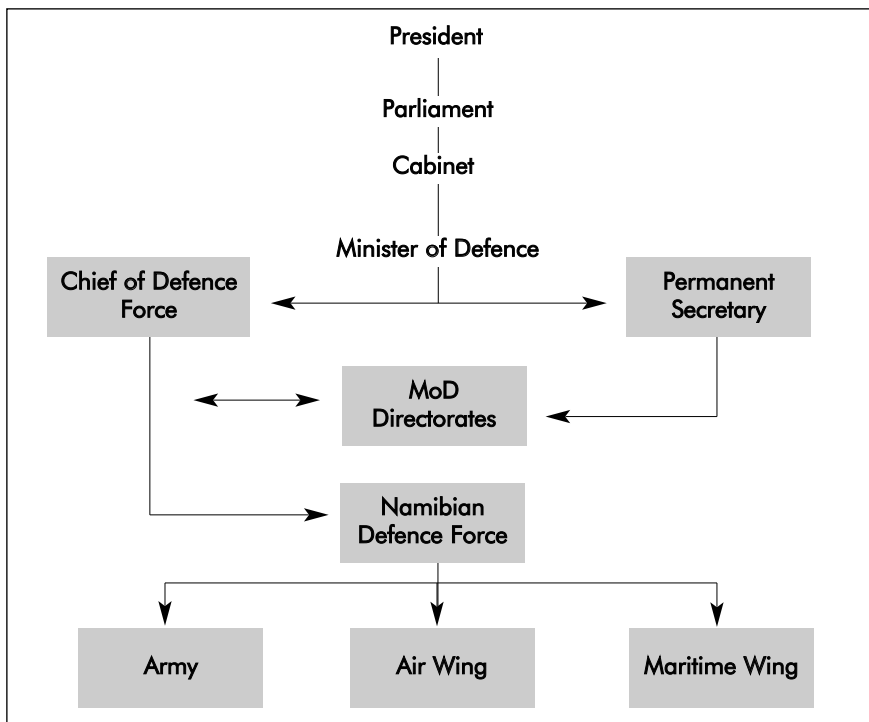 President
Parliament
Cabinet
Minister of Defence
Chief of Defence
Force
Permanent
Secretary
MoD
Directorates
Namibian
Defence Force
Army
Air Wing
Maritime Wing